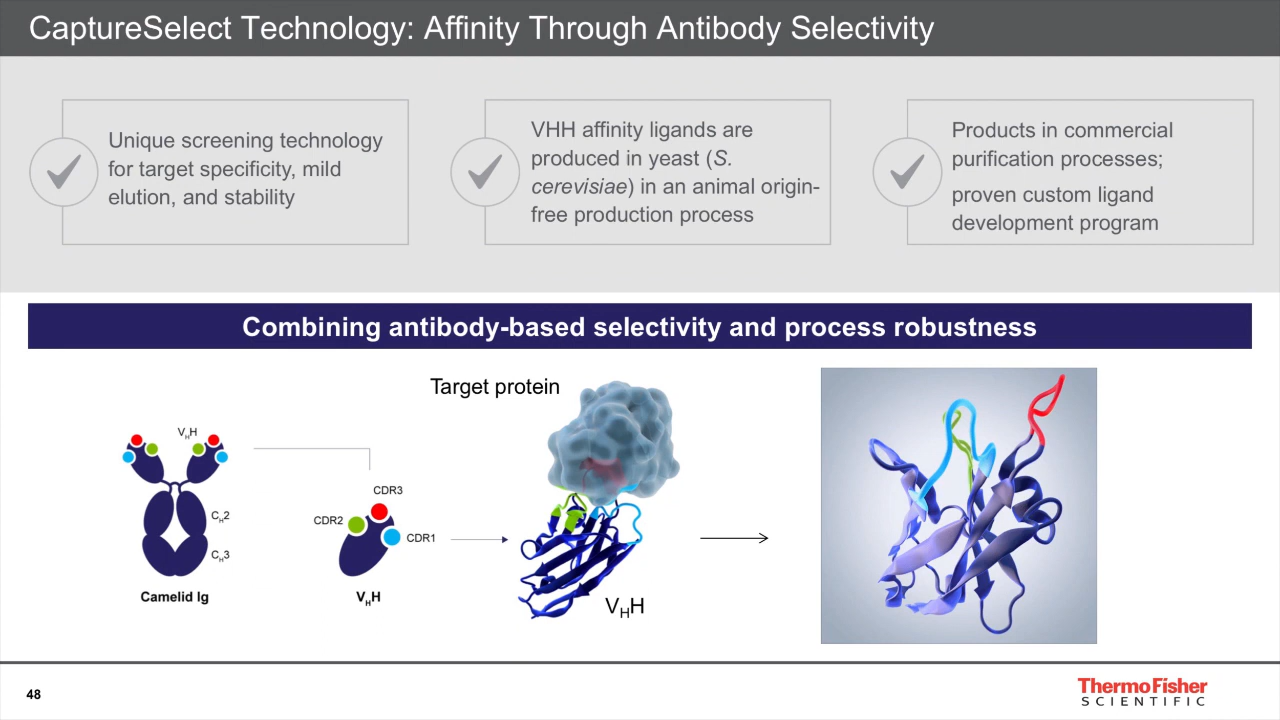 CaptureSelect Technology: Affinity Through Antibody Selectivity
Unique screening technology
for target specificity, mild
elution, and stability
VHH affinity ligands are
produced in yeast (S.
cerevisiae) in an animal origin-
free production process
Products in commercial
purification processes;
proven custom ligand
development program
Combining antibody-based selectivity and process robustness
Target protein
VHH
CH2
CH3
Camelid Ig
CDR3
CDR2
CDR1
VHH
VHH
48
ThermoFisher
SCIENTIFIC